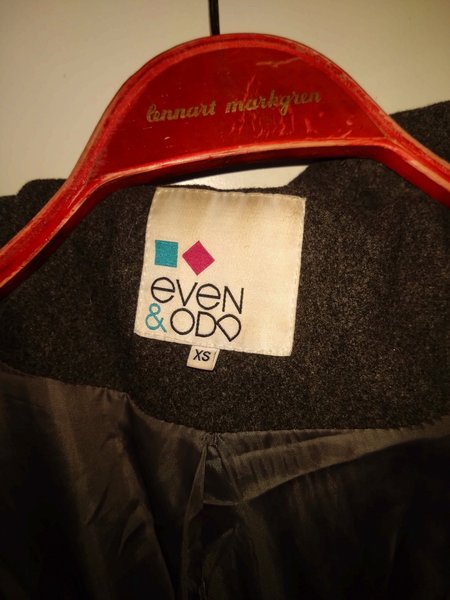 lennart markgren
even
& ODD
XS